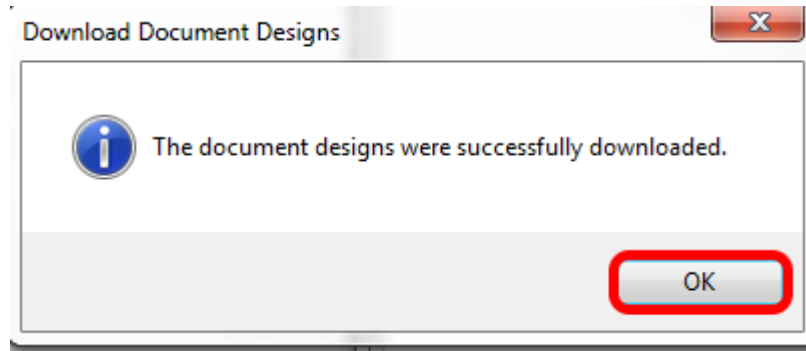 Download Document Designs
The document designs were successfully downloaded.
OK